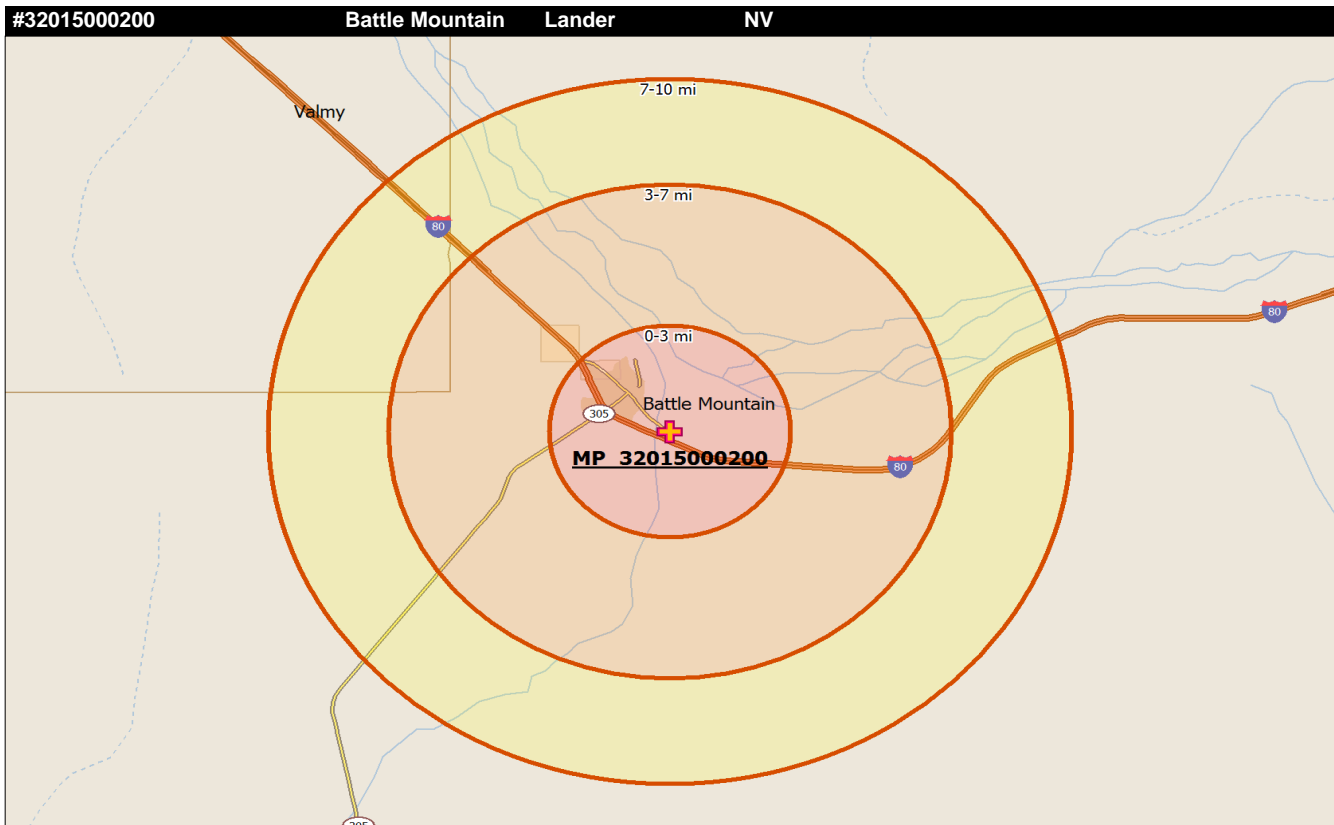 #32015000200 Battle Mountain Lander NV
7-10 mi
Valmy
3-7 mi
80
80
0-3 mi
Battle Mountain
305
MP 32015000200
80
305